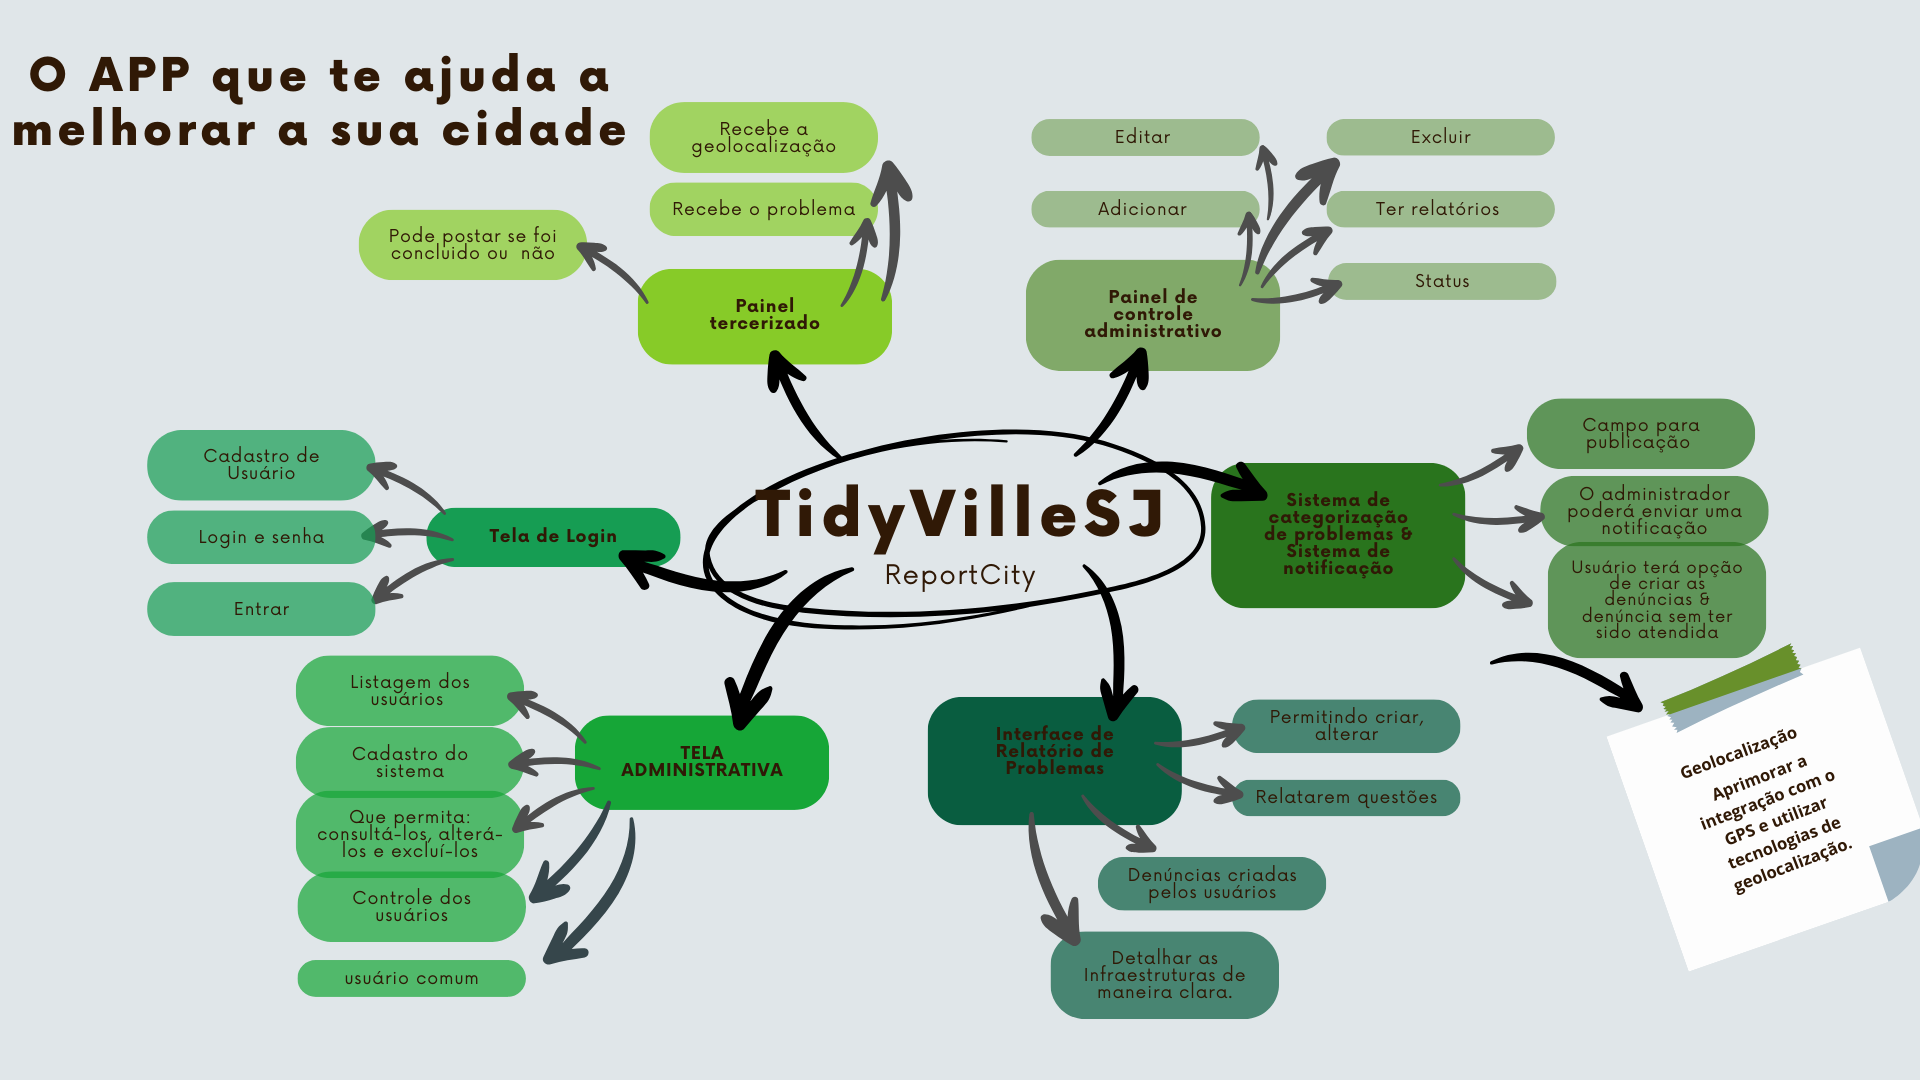 O APP que te ajuda a
melhorar a sua cidade
Recebe a
geolocalização
Recebe o problema
Pode postar se foi
concluido ou  não
Painel
tercerizado
Editar
Excluir
Adicionar
Ter relatórios
Status
Painel de
controle
administrativo
Cadastro de
Usuário
Login e senha
Entrar
Tela de Login
TidyVilleSJ
ReportCity
Sistema de
categorização
de problemas &
Sistema de
notificação
Campo para
publicação
O administrador
poderá enviar uma
notificação
Usuário terá opção
de criar as
denúncias &
denúncia sem ter
sido atendida
Listagem dos
usuários
Cadastro do
sistema
Que permita:
consultá-los, alterá-
los e excluí-los
Controle dos
usuários
usuário comum
TELA
ADMINISTRATIVA
Interface de
Relatório de
Problemas
Permitindo criar,
alterar
Relatarem questões
Denúncias criadas
pelos usuários
Detalhar as
Infraestruturas de
maneira clara.
Geolocalização
Aprimorar a
integração com o
GPS e utilizar
tecnologias de
geolocalização.